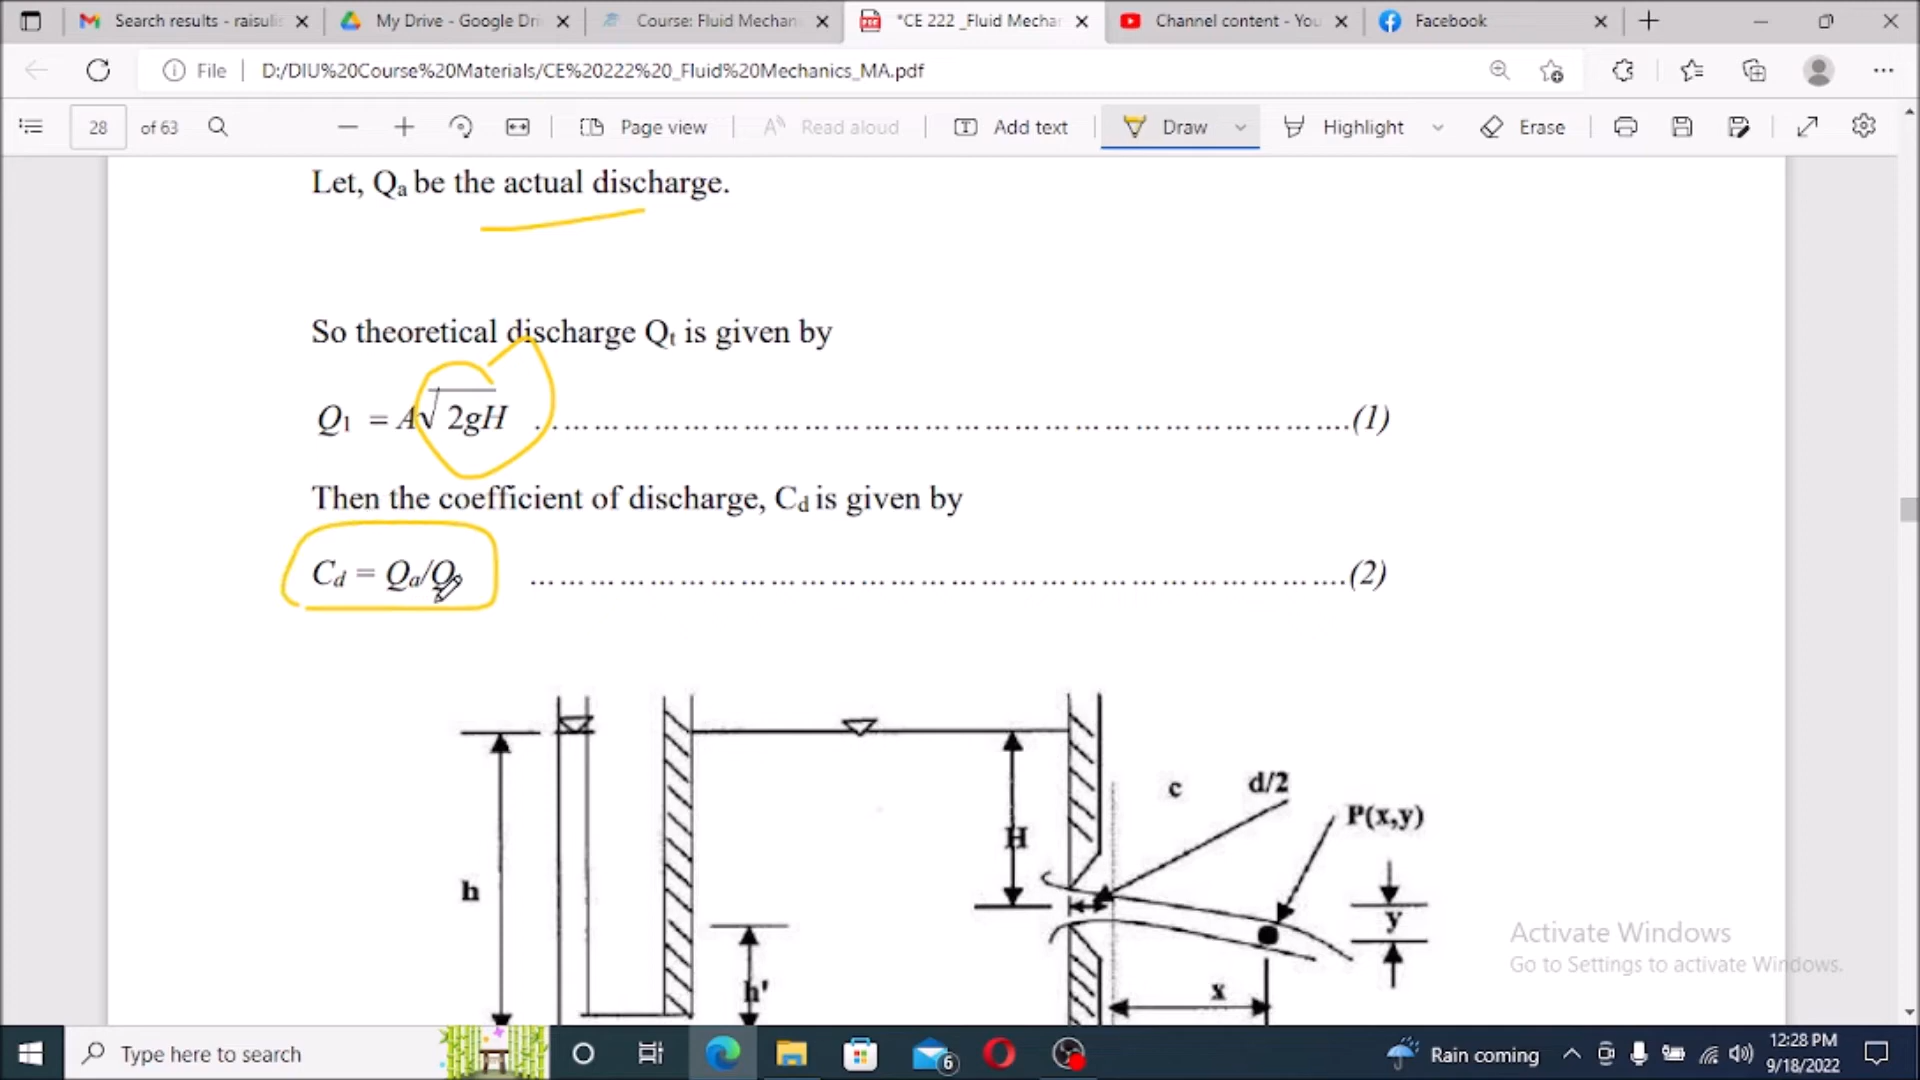 Search results - raisuli
My Drive - Google Dri
Course: Fluid Mechan
*CE 222 _Fluid Mecha
Channel content - You
Facebook
File
D:/DIU%20Course%20Materials/CE%20222%20_Fluid%20Mechanics_MA.pdf
28 of 63
Page view
Read aloud
Add text
Draw
Highlight
Erase
Let, Qa be the actual discharge.
So theoretical discharge Qt is given by
Q1 = A√2gH ……………………………………………………………(1)
Then the coefficient of discharge, Cd is given by
Cd = Qa/Q ……………………………………………………………(2)
c
d/2
P(x,y)
H
h
y
h'
x
Activate Windows
Go to Settings to activate Windows.
Type here to search
6
Rain coming
12:28 PM
9/18/2022